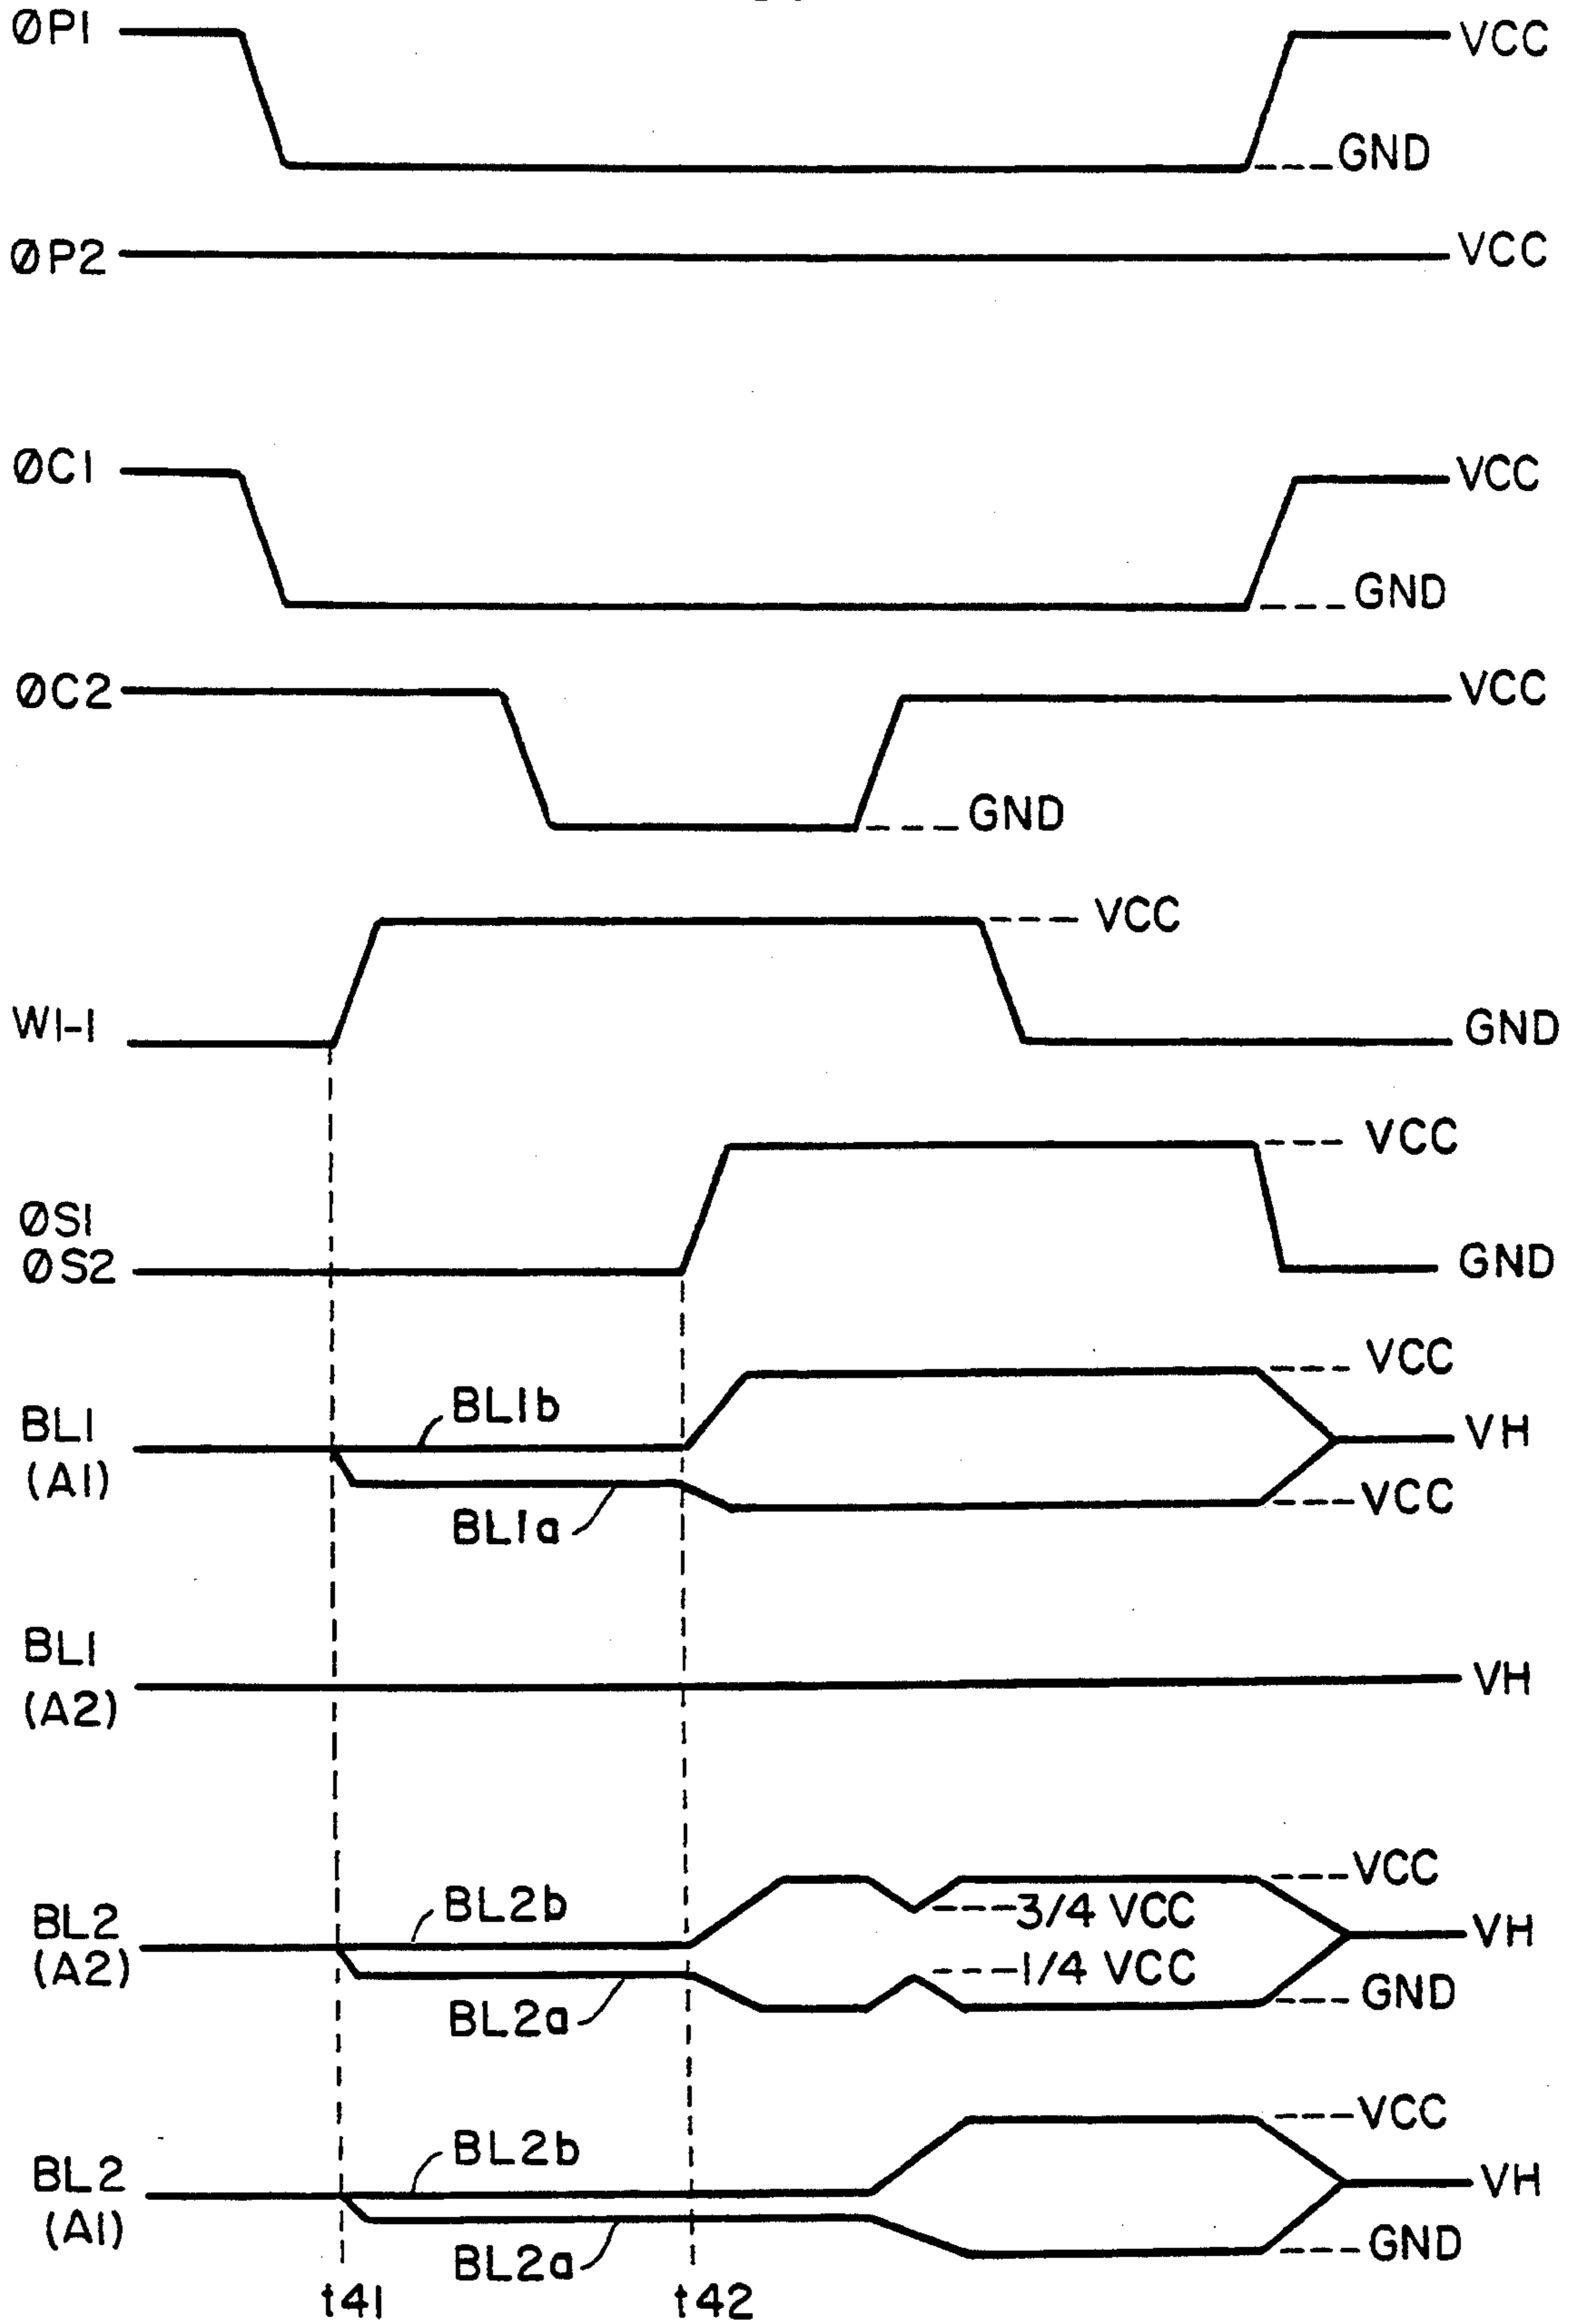 ØP1 VCC
GND
ØP2 VCC
ØC1 VCC
GND
ØC2 VCC
GND
VCC
W1-1 GND
VCC
ØS1
ØS2 GND
VCC
BL1 BL1b VH
(A1) VCC
BL1a
BL1 VH
(A2)
VCC
BL2b 3/4 VCC
BL2 VH
(A2) 1/4 VCC
BL2a GND
VCC
BL2b
BL2 VH
(A1) GND
BL2a
t41 t42